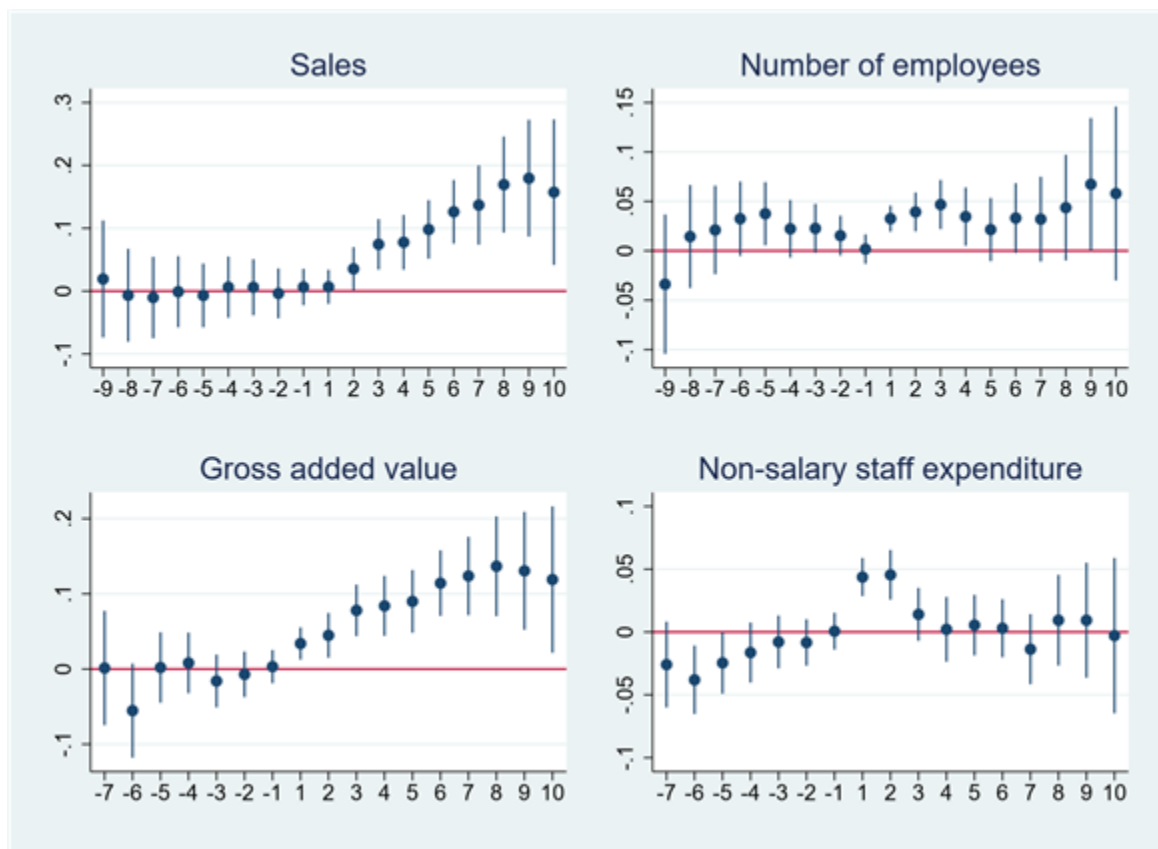 Sales
.3
.2
.1
0
-.1
-9 -8 -7 -6 -5 -4 -3 -2 -1 1 2 3 4 5 6 7 8 9 10
Number of employees
.15
.1
.05
0
-.05
-.1
-9 -8 -7 -6 -5 -4 -3 -2 -1 1 2 3 4 5 6 7 8 9 10
Gross added value
.2
.1
0
-.1
-7 -6 -5 -4 -3 -2 -1 1 2 3 4 5 6 7 8 9 10
Non-salary staff expenditure
.1
.05
0
-.05
-.1
-7 -6 -5 -4 -3 -2 -1 1 2 3 4 5 6 7 8 9 10